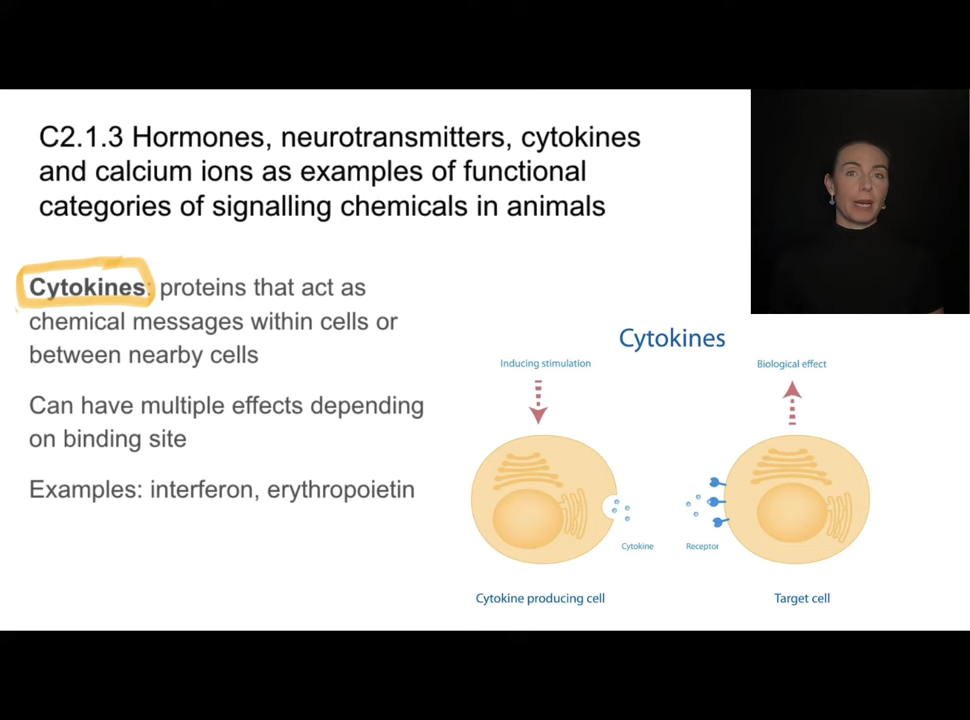 C2.1.3 Hormones, neurotransmitters, cytokines
and calcium ions as examples of functional
categories of signalling chemicals in animals
Cytokines: proteins that act as
chemical messages within cells or
between nearby cells
Can have multiple effects depending
on binding site
Examples: interferon, erythropoietin
Cytokines
Inducing stimulation
Biological effect
Cytokine
Receptor
Cytokine producing cell
Target cell